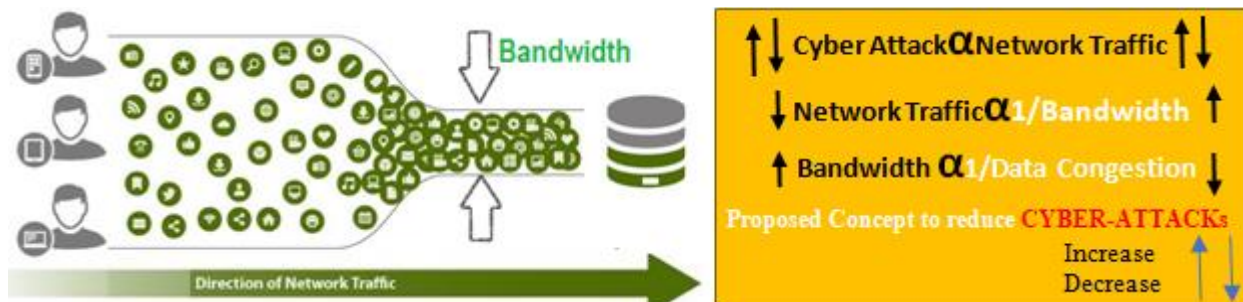 Bandwidth
Direction of Network Traffic
↑↓ Cyber Attack α Network Traffic ↑↓
↓ Network Traffic α 1/Bandwidth ↑
↑ Bandwidth α 1/Data Congestion ↓
Proposed Concept to reduce CYBER-ATTACKs
Increase
Decrease